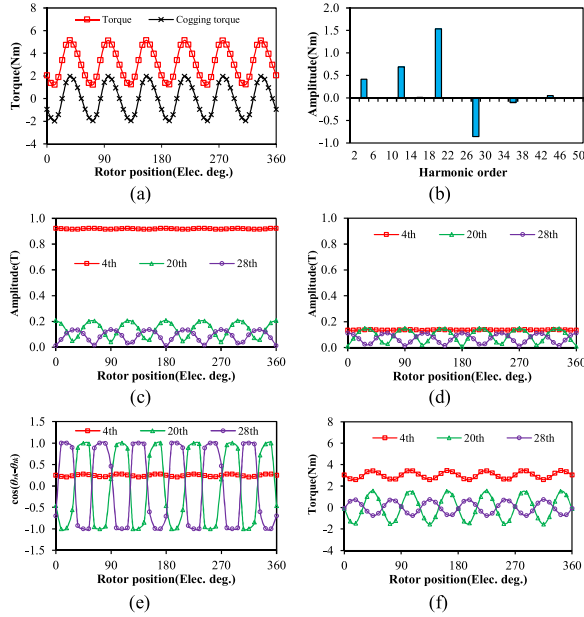 Torque Cogging torque
Torque(Nm)
8
6
4
2
0
-2
-4
0 90 180 270 360
Rotor position(Elec. deg.)
(a)
Amplitude(Nm)
2.0
1.5
1.0
0.5
0.0
-0.5
-1.0
2 6 10 14 18 22 26 30 34 38 42 46 50
Harmonic order
(b)
Amplitude(T)
1.0
0.8
0.6
0.4
0.2
0.0
4th 20th 28th
0 90 180 270 360
Rotor position(Elec. deg.)
(c)
Amplitude(T)
1.0
0.8
0.6
0.4
0.2
0.0
4th 20th 28th
0 90 180 270 360
Rotor position(Elec. deg.)
(d)
cos(θr-θt)
1.5
1.0
0.5
0.0
-0.5
-1.0
-1.5
4th 20th 28th
0 90 180 270 360
Rotor position(Elec. deg.)
(e)
Torque(Nm)
6
4
2
0
-2
-4
4th 20th 28th
0 90 180 270 360
Rotor position(Elec. deg.)
(f)